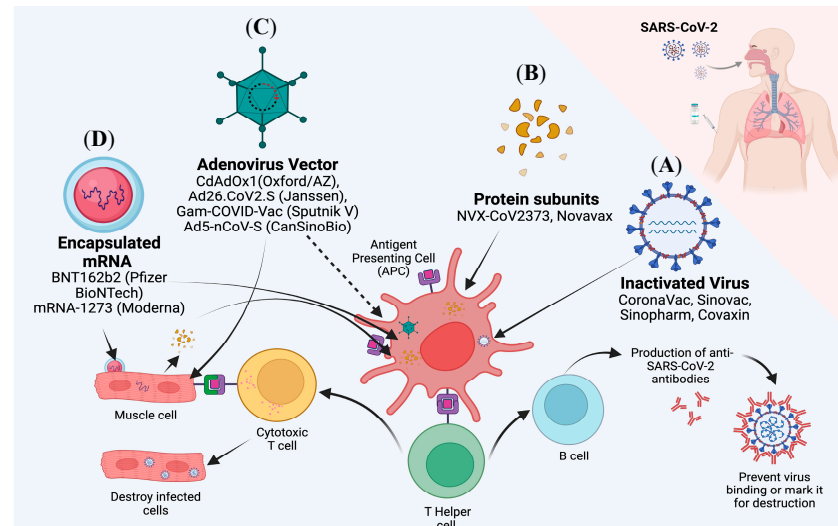 SARS-CoV-2
(C)
(B)
(A)
(D)
Adenovirus Vector
CdAdOx1(Oxford/AZ),
Ad26.CoV2.S (Janssen),
Gam-COVID-Vac (Sputnik V)
Ad5-nCoV-S (CanSinoBio)
Protein subunits
NVX-CoV2373, Novavax
Encapsulated
mRNA
BNT162b2 (Pfizer
BioNTech)
mRNA-1273 (Moderna)
Antigent
Presenting Cell
(APC)
Inactivated Virus
CoronaVac, Sinovac,
Sinopharm, Covaxin
Muscle cell
Cytotoxic
T cell
Destroy infected
cells
T Helper
cell
B cell
Production of anti-
SARS-CoV-2
antibodies
Prevent virus
binding or mark it
for destruction